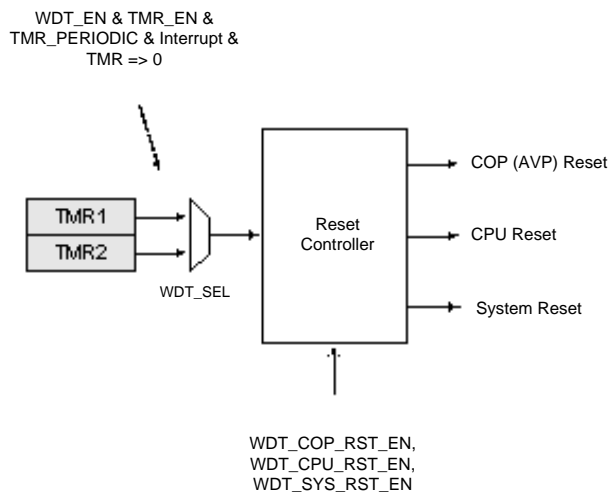 WDT_EN & TMR_EN &
TMR_PERIODIC & Interrupt &
TMR => 0
COP (AVP) Reset
TMR1
Reset
Controller
CPU Reset
TMR2
WDT_SEL
System Reset
WDT_COP_RST_EN,
WDT_CPU_RST_EN,
WDT_SYS_RST_EN